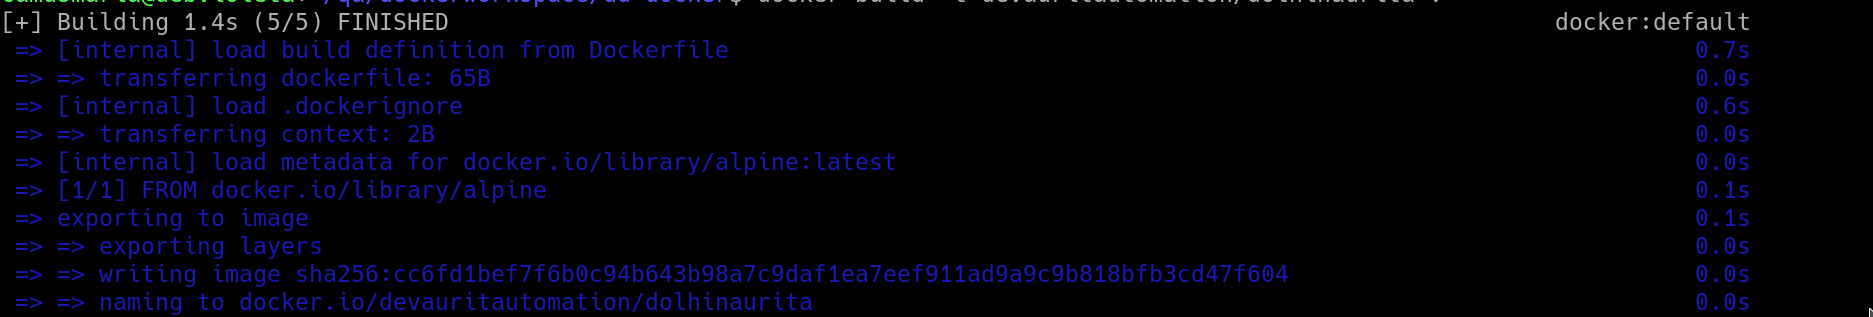 [+] Building 1.4s (5/5) FINISHED docker:default
=> [internal] load build definition from Dockerfile 0.7s
=> => transferring dockerfile: 65B 0.0s
=> [internal] load .dockerignore 0.6s
=> => transferring context: 2B 0.0s
=> [internal] load metadata for docker.io/library/alpine:latest 0.0s
=> [1/1] FROM docker.io/library/alpine 0.1s
=> exporting to image 0.1s
=> => exporting layers 0.0s
=> => writing image sha256:cc6fd1bef7f6b0c94b643b98a7c9daf1ea7eef911ad9a9c9b818bfb3cd47f604 0.0s
=> => naming to docker.io/devauritautomation/dolhinaurita 0.0s